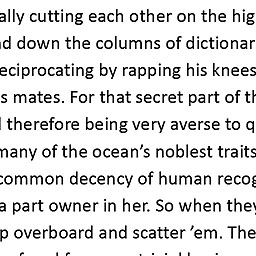 ally cutting each other on the hig
d down the columns of dictionar
eciprocating by rapping his knees
s mates. For that secret part of th
therefore being very averse to q
many of the ocean’s noblest traits
common decency of human recog
a part owner in her. So when they
p overboard and scatter ’em. The